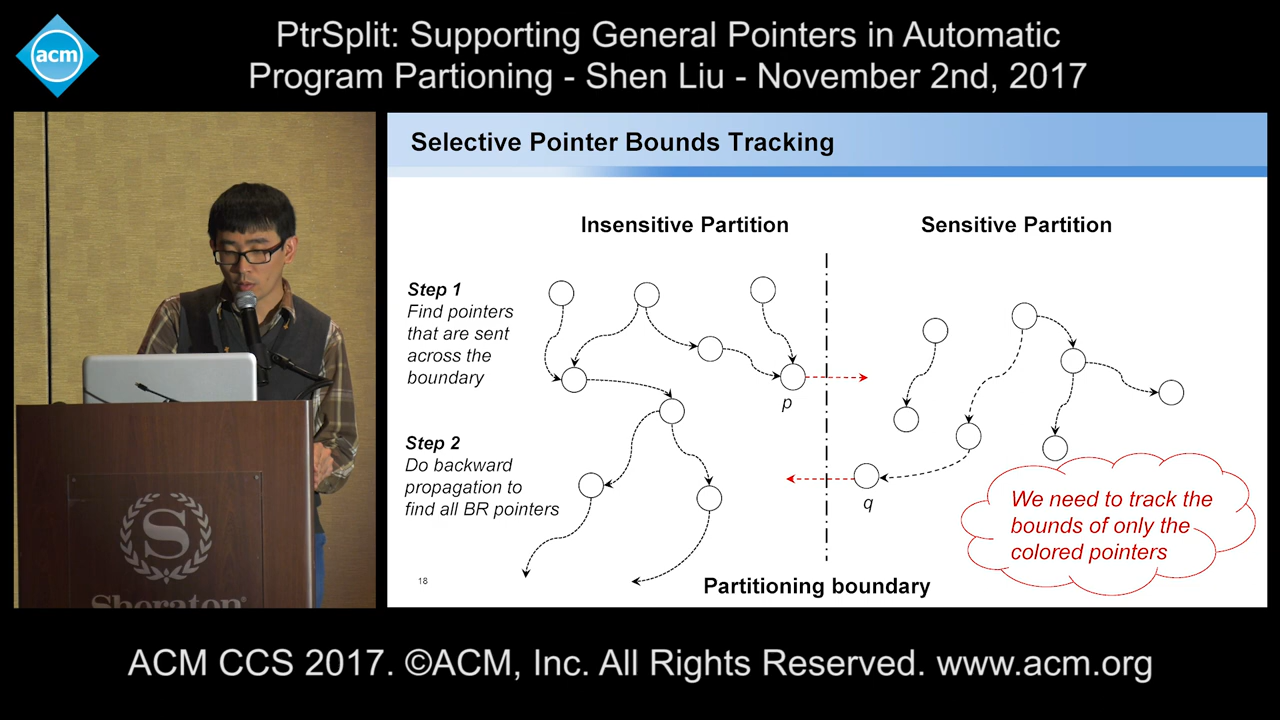 PtrSplit: Supporting General Pointers in Automatic
Program Partioning - Shen Liu - November 2nd, 2017
acm
Selective Pointer Bounds Tracking
Insensitive Partition
Sensitive Partition
Step 1
Find pointers
that are sent
across the
boundary
p
Step 2
Do backward
propagation to
find all BR pointers
q
We need to track the
bounds of only the
colored pointers
18
Partitioning boundary
S
Sheraton
ACM CCS 2017. ©ACM, Inc. All Rights Reserved. www.acm.org